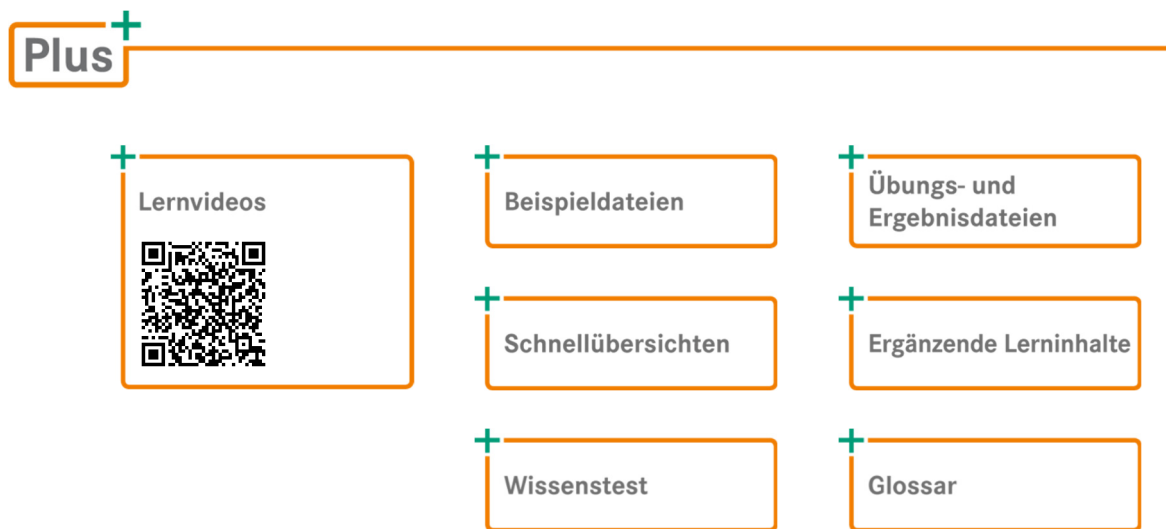 Plus
Lernvideos
Beispieldateien
Übungs- und
Ergebnisdateien
Schnellübersichten
Ergänzende Lerninhalte
Wissenstest
Glossar